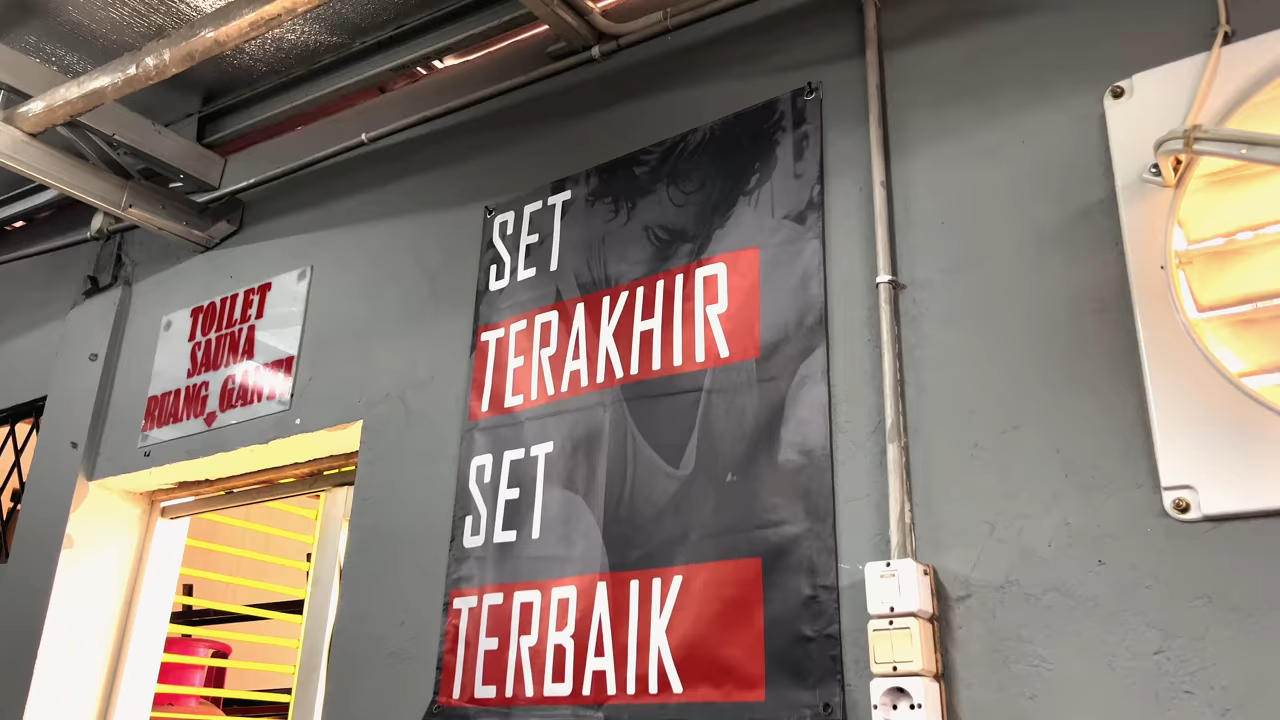 TOILET
SAUNA
RUANG GANTI
SET
TERAKHIR
SET
TERBAIK